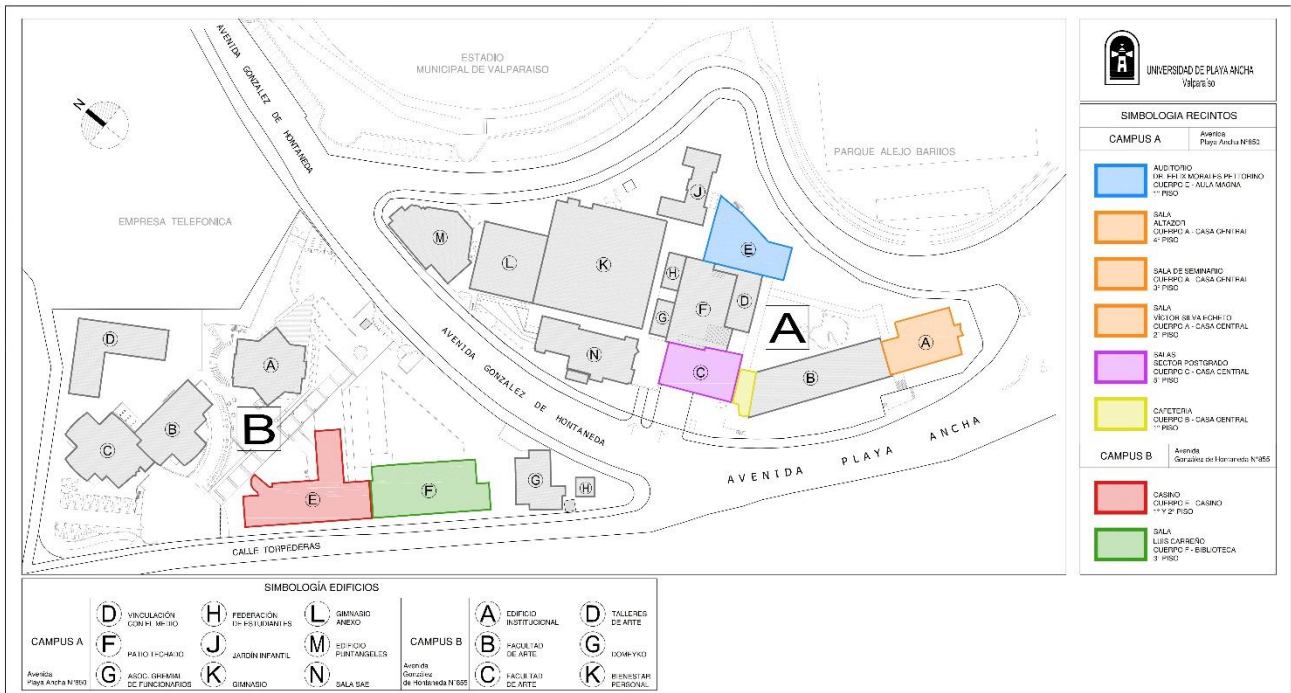 AVENIDA GONZALEZ DE HONTANEDA
ESTADIO
MUNICIPAL DE VALPARAISO
N
PARQUE ALEJO BARIIOS
EMPRESA TELEFONICA
J
M
L
K
E
H
D
G
F
A
N
C
B
A
AVENIDA GONZALEZ DE HONTANEDA
AVENIDA PLAYA ANCHA
D
A
B
B
C
E
F
G
H
CALLE TORPEDERAS
UNIVERSIDAD DE PLAYA ANCHA
Valparaíso
SIMBOLOGIA RECINTOS
CAMPUS A
Avenida
Playa Ancha N°850
AUDITORIO
DR. FELIX MORALES PETTORINO
CUERPO E - AULA MAGNA
1° PISO
SALA
ALTAZOR
CUERPO A - CASA CENTRAL
4° PISO
SALA DE SEMINARIO
CUERPO A - CASA CENTRAL
3° PISO
SALA
VÍCTOR SILVA ECHETO
CUERPO A - CASA CENTRAL
2° PISO
SALAS
SECTOR POSTGRADO
CUERPO C - CASA CENTRAL
PISO
CAFETERIA
CUERPO B - CASA CENTRAL
1° PISO
CAMPUS B
Avenida
González de Hontaneda N°855
CASINO
CUERPO E - CASINO
1° Y 2° PISO
SALA
LUIS CARREÑO
CUERPO F - BIBLIOTECA
3° PISO
SIMBOLOGÍA EDIFICIOS
CAMPUS A
Avenida
Playa Ancha N°850
D VINCULACIÓN
CON EL MEDIO
F PATIO TECHADO
G ASOC. GREMIAL
DE FUNCIONARIOS
H FEDERACIÓN
DE ESTUDIANTES
J JARDÍN INFANTIL
K GIMNASIO
L GIMNASIO
ANEXO
M EDIFICIO
PUNTANGELES
N SALA SAE
CAMPUS B
Avenida
González
de Hontaneda N°855
A EDIFICIO
INSTITUCIONAL
B FACULTAD
DE ARTE
C FACULTAD
DE ARTE
D TALLERES
DE ARTE
G DOMEYKO
K BIENESTAR
PERSONAL